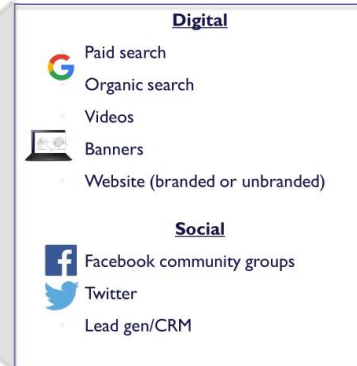 Digital
Paid search
Organic search
Videos
Banners
Website (branded or unbranded)
Social
Facebook community groups
Twitter
Lead gen/CRM